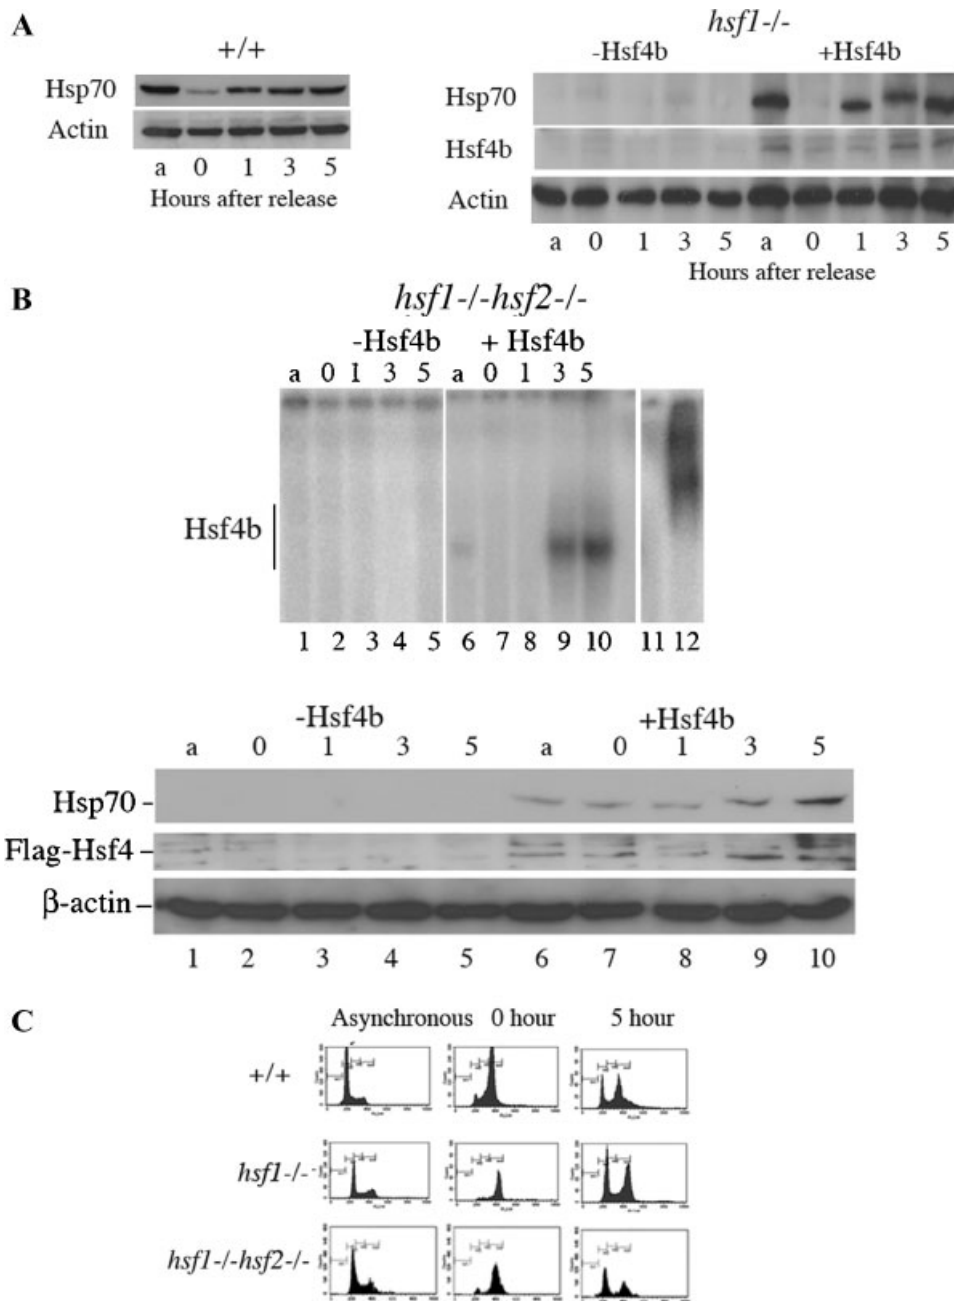 A
+/+
Hsp70
Actin
a 0 1 3 5
Hours after release
hsf1-/-
-Hsf4b +Hsf4b
Hsp70
Hsf4b
Actin
a 0 1 3 5 a 0 1 3 5
Hours after release
B
hsf1-/-hsf2-/-
-Hsf4b + Hsf4b
a 0 1 3 5 a 0 1 3 5
Hsf4b
1 2 3 4 5 6 7 8 9 10 11 12
-Hsf4b +Hsf4b
a 0 1 3 5 a 0 1 3 5
Hsp70 -
Flag-Hsf4 -
β-actin -
1 2 3 4 5 6 7 8 9 10
C
Asynchronous 0 hour 5 hour
+/+
hsf1-/-
hsf1-/-hsf2-/-